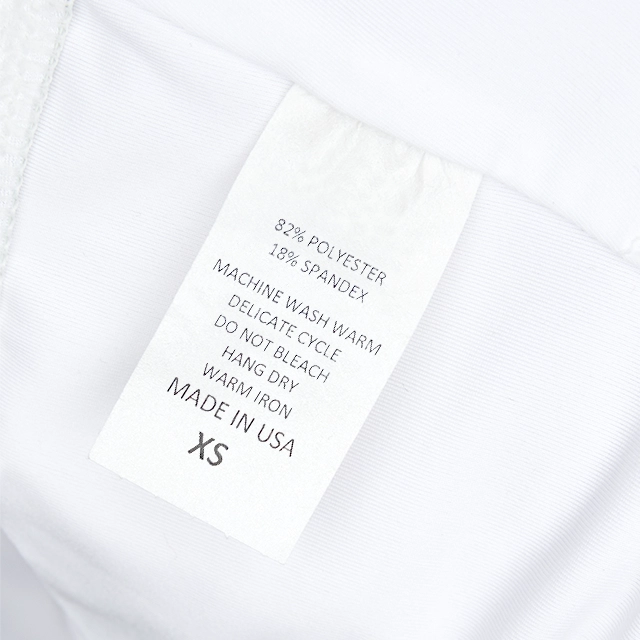 82% POLYESTER
18% SPANDEX
MACHINE WASH WARM
DELICATE CYCLE
DO NOT BLEACH
HANG DRY
WARM IRON
MADE IN USA
XS